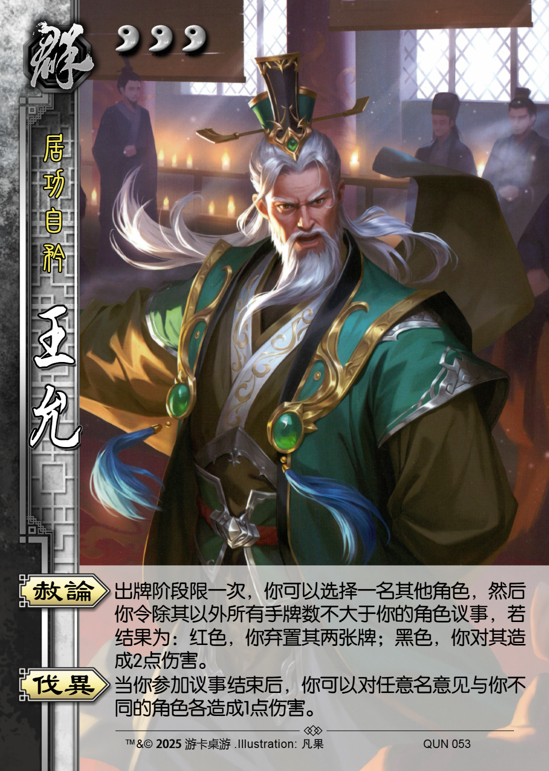 群
居功自矜
王允
赦論
出牌阶段限一次，你可以选择一名其他角色，然后
你令除其以外所有手牌数不大于你的角色议事，若
结果为：红色，你弃置其两张牌；黑色，你对其造
成2点伤害。
伐異
当你参加议事结束后，你可以对任意名意见与你不
同的角色各造成1点伤害。
™&© 2025 游卡桌游 .Illustration: 凡果
QUN 053